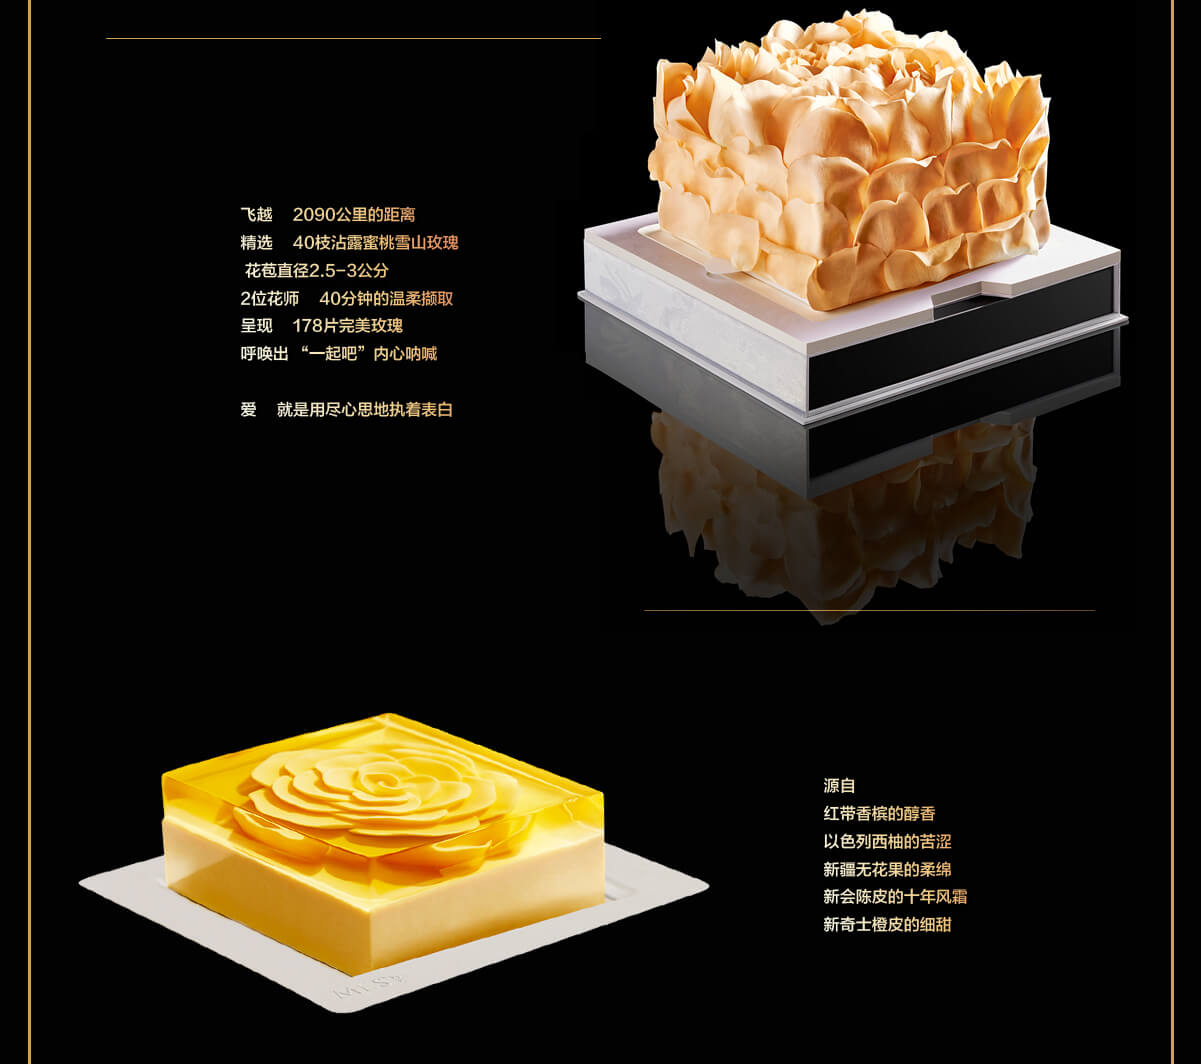 飞越 2090公里的距离
精选 40枝沾露蜜桃雪山玫瑰
花苞直径2.5-3公分
2位花师 40分钟的温柔撷取
呈现 178片完美玫瑰
呼唤出 “一起吧” 内心呐喊
爱 就是用尽心思地执着表白
源自
红带香槟的醇香
以色列西柚的苦涩
新疆无花果的柔绵
新会陈皮的十年风霜
新奇士橙皮的细甜